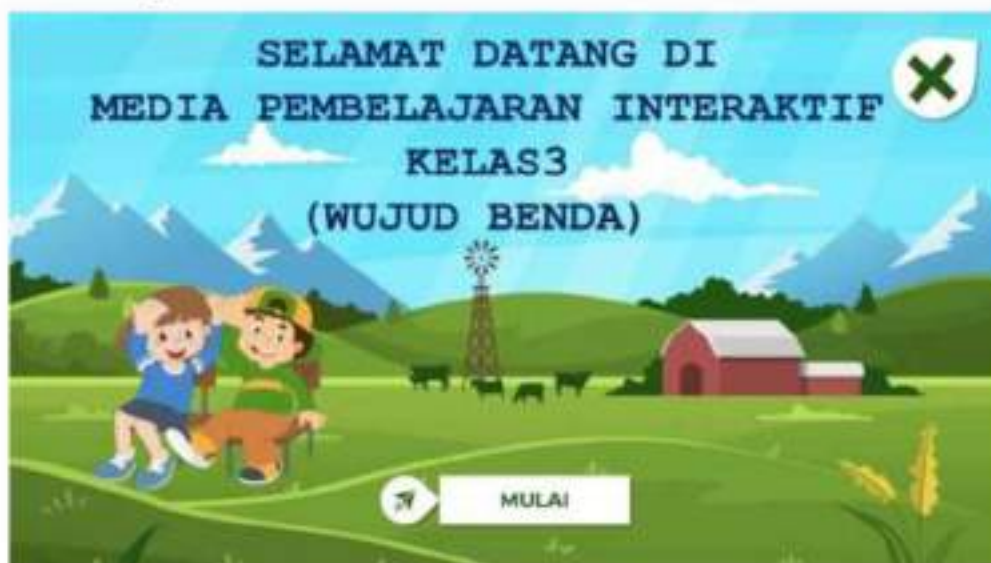 SELAMAT DATANG DI
MEDIA PEMBELAJARAN INTERAKTIF
KELAS3
(WUJUD BENDA)
MULAI